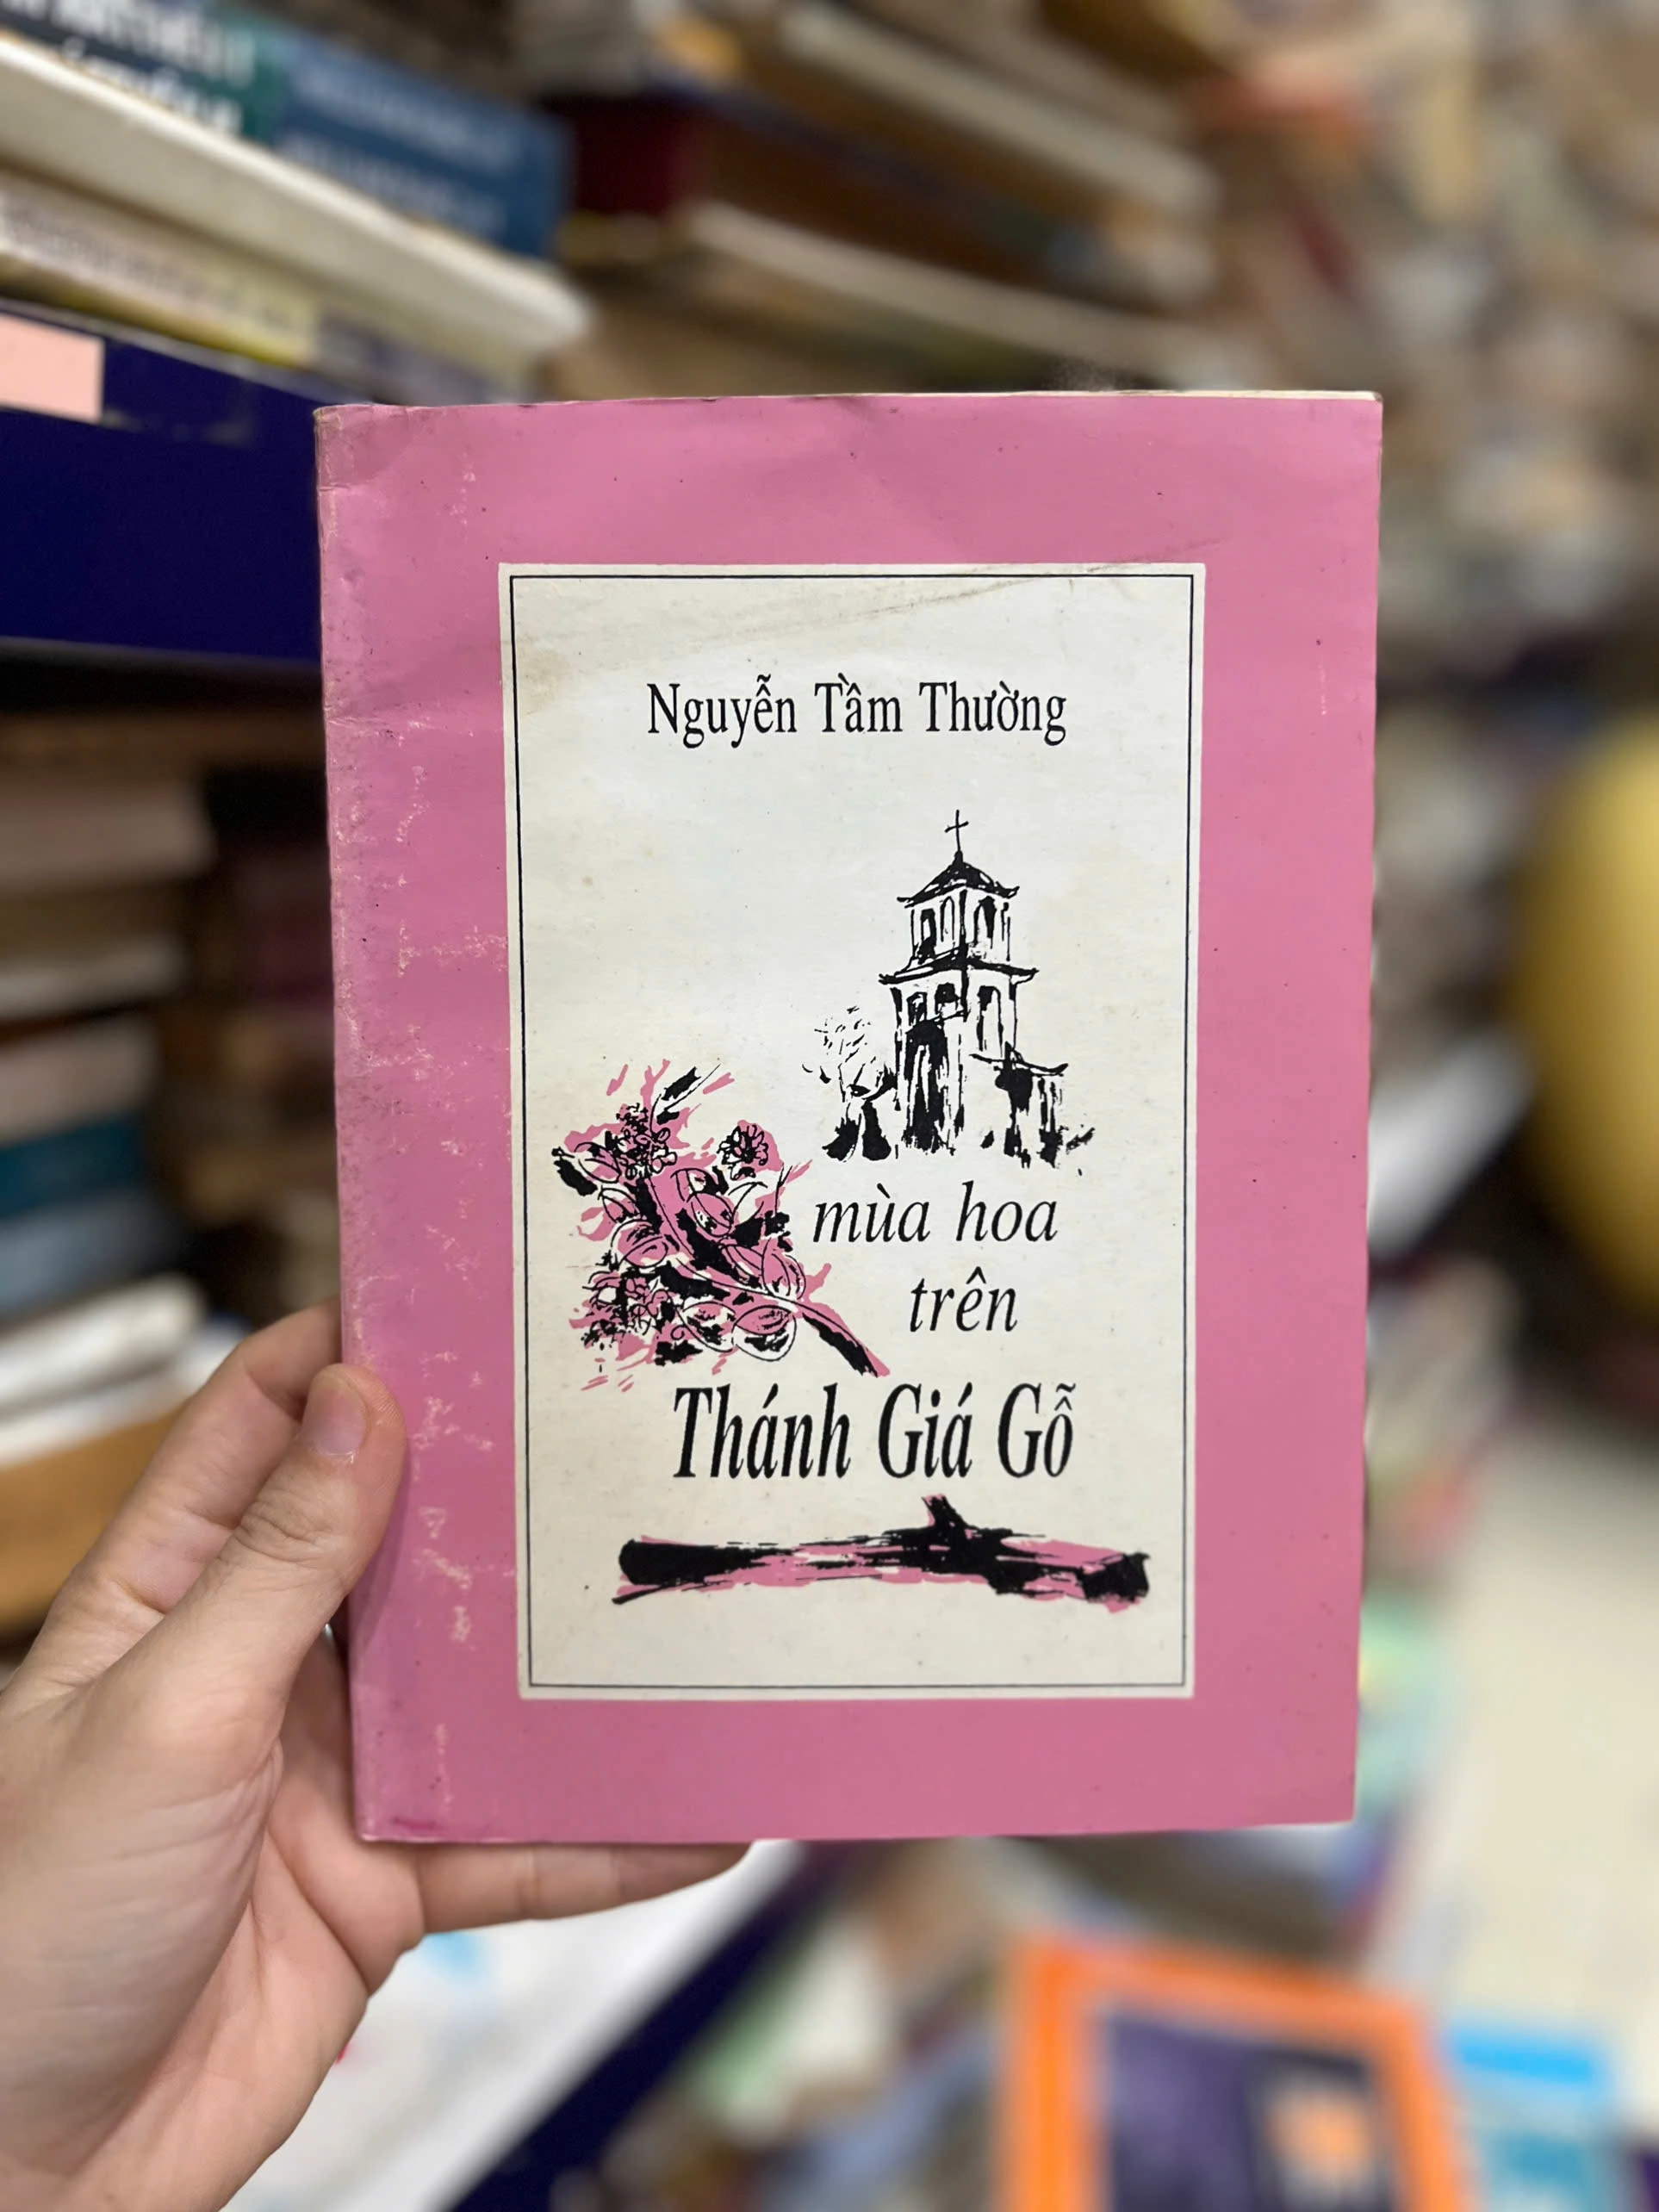 Nguyễn Tầm Thường
mùa hoa
trên
Thánh Giá Gỗ